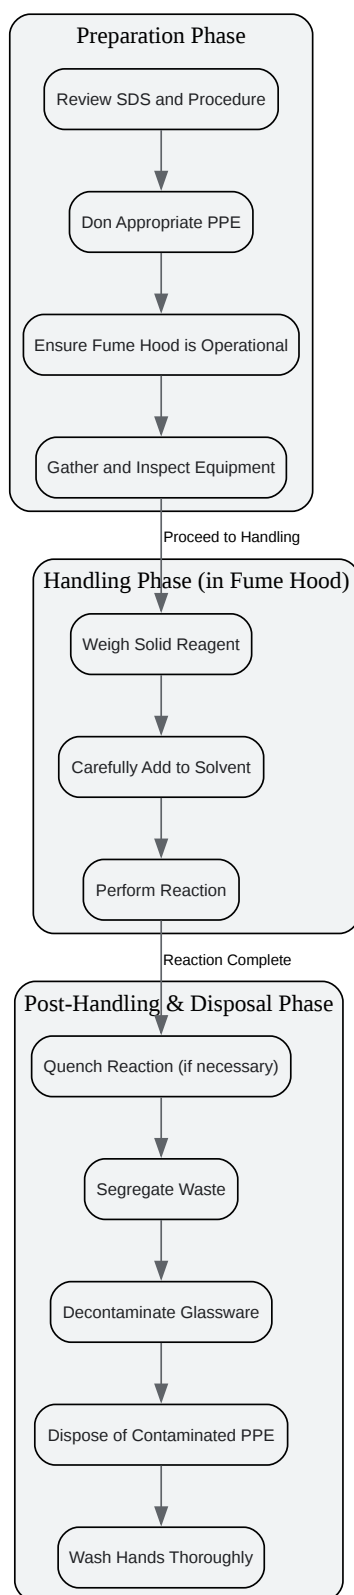 Preparation Phase
Review SDS and Procedure
Don Appropriate PPE
Ensure Fume Hood is Operational
Gather and Inspect Equipment
Proceed to Handling
Handling Phase (in Fume Hood)
Weigh Solid Reagent
Carefully Add to Solvent
Perform Reaction
Reaction Complete
Post-Handling & Disposal Phase
Quench Reaction (if necessary)
Segregate Waste
Decontaminate Glassware
Dispose of Contaminated PPE
Wash Hands Thoroughly